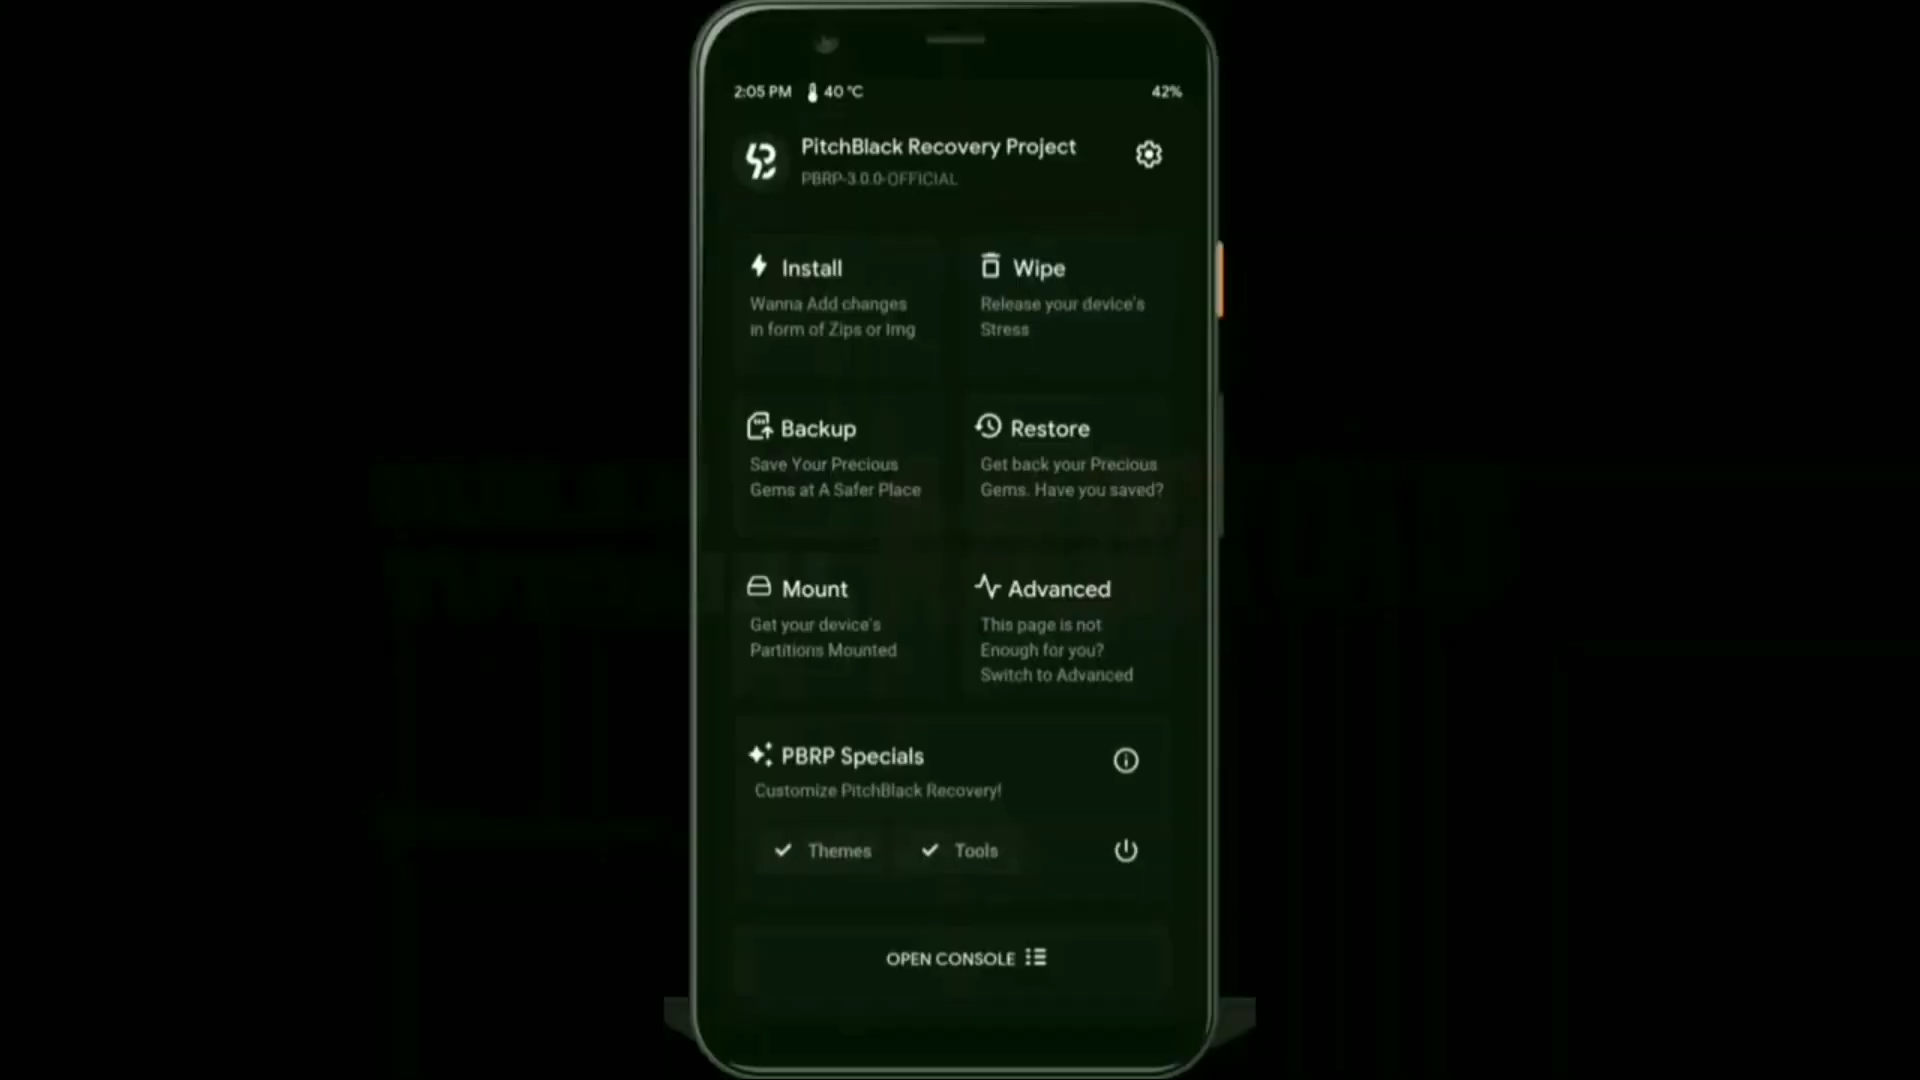 2:05 PM 40 °C 42%
PitchBlack Recovery Project
PBRP-3.0.0-OFFICIAL
Install
Wanna Add changes
in form of Zips or Img
Wipe
Release your device's
Stress
Backup
Save Your Precious
Gems at A Safer Place
Restore
Get back your Precious
Gems. Have you saved?
Mount
Get your device's
Partitions Mounted
Advanced
This page is not
Enough for you?
Switch to Advanced
PBRP Specials
Customize PitchBlack Recovery!
Themes Tools
OPEN CONSOLE